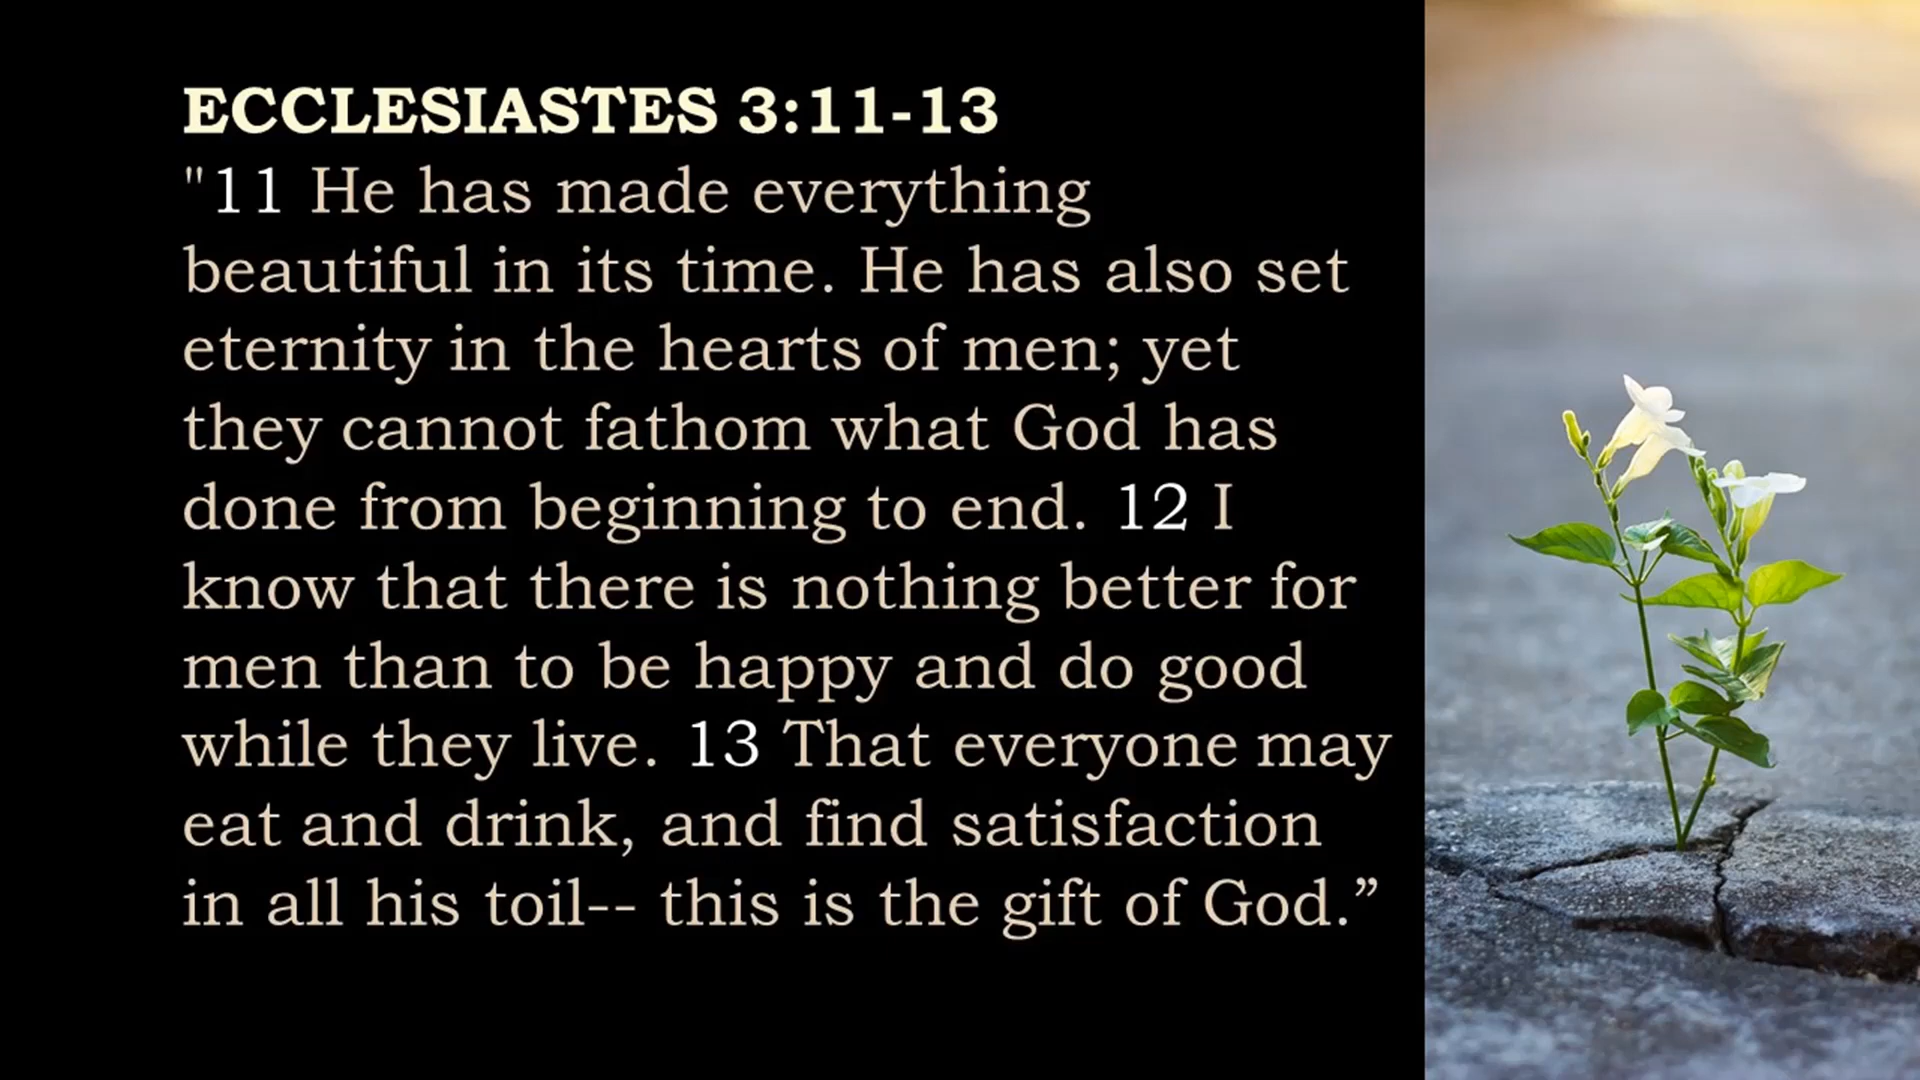 ECCLESIASTES 3:11-13
"11 He has made everything
beautiful in its time. He has also set
eternity in the hearts of men; yet
they cannot fathom what God has
done from beginning to end. 12 I
know that there is nothing better for
men than to be happy and do good
while they live. 13 That everyone may
eat and drink, and find satisfaction
in all his toil-- this is the gift of God.”